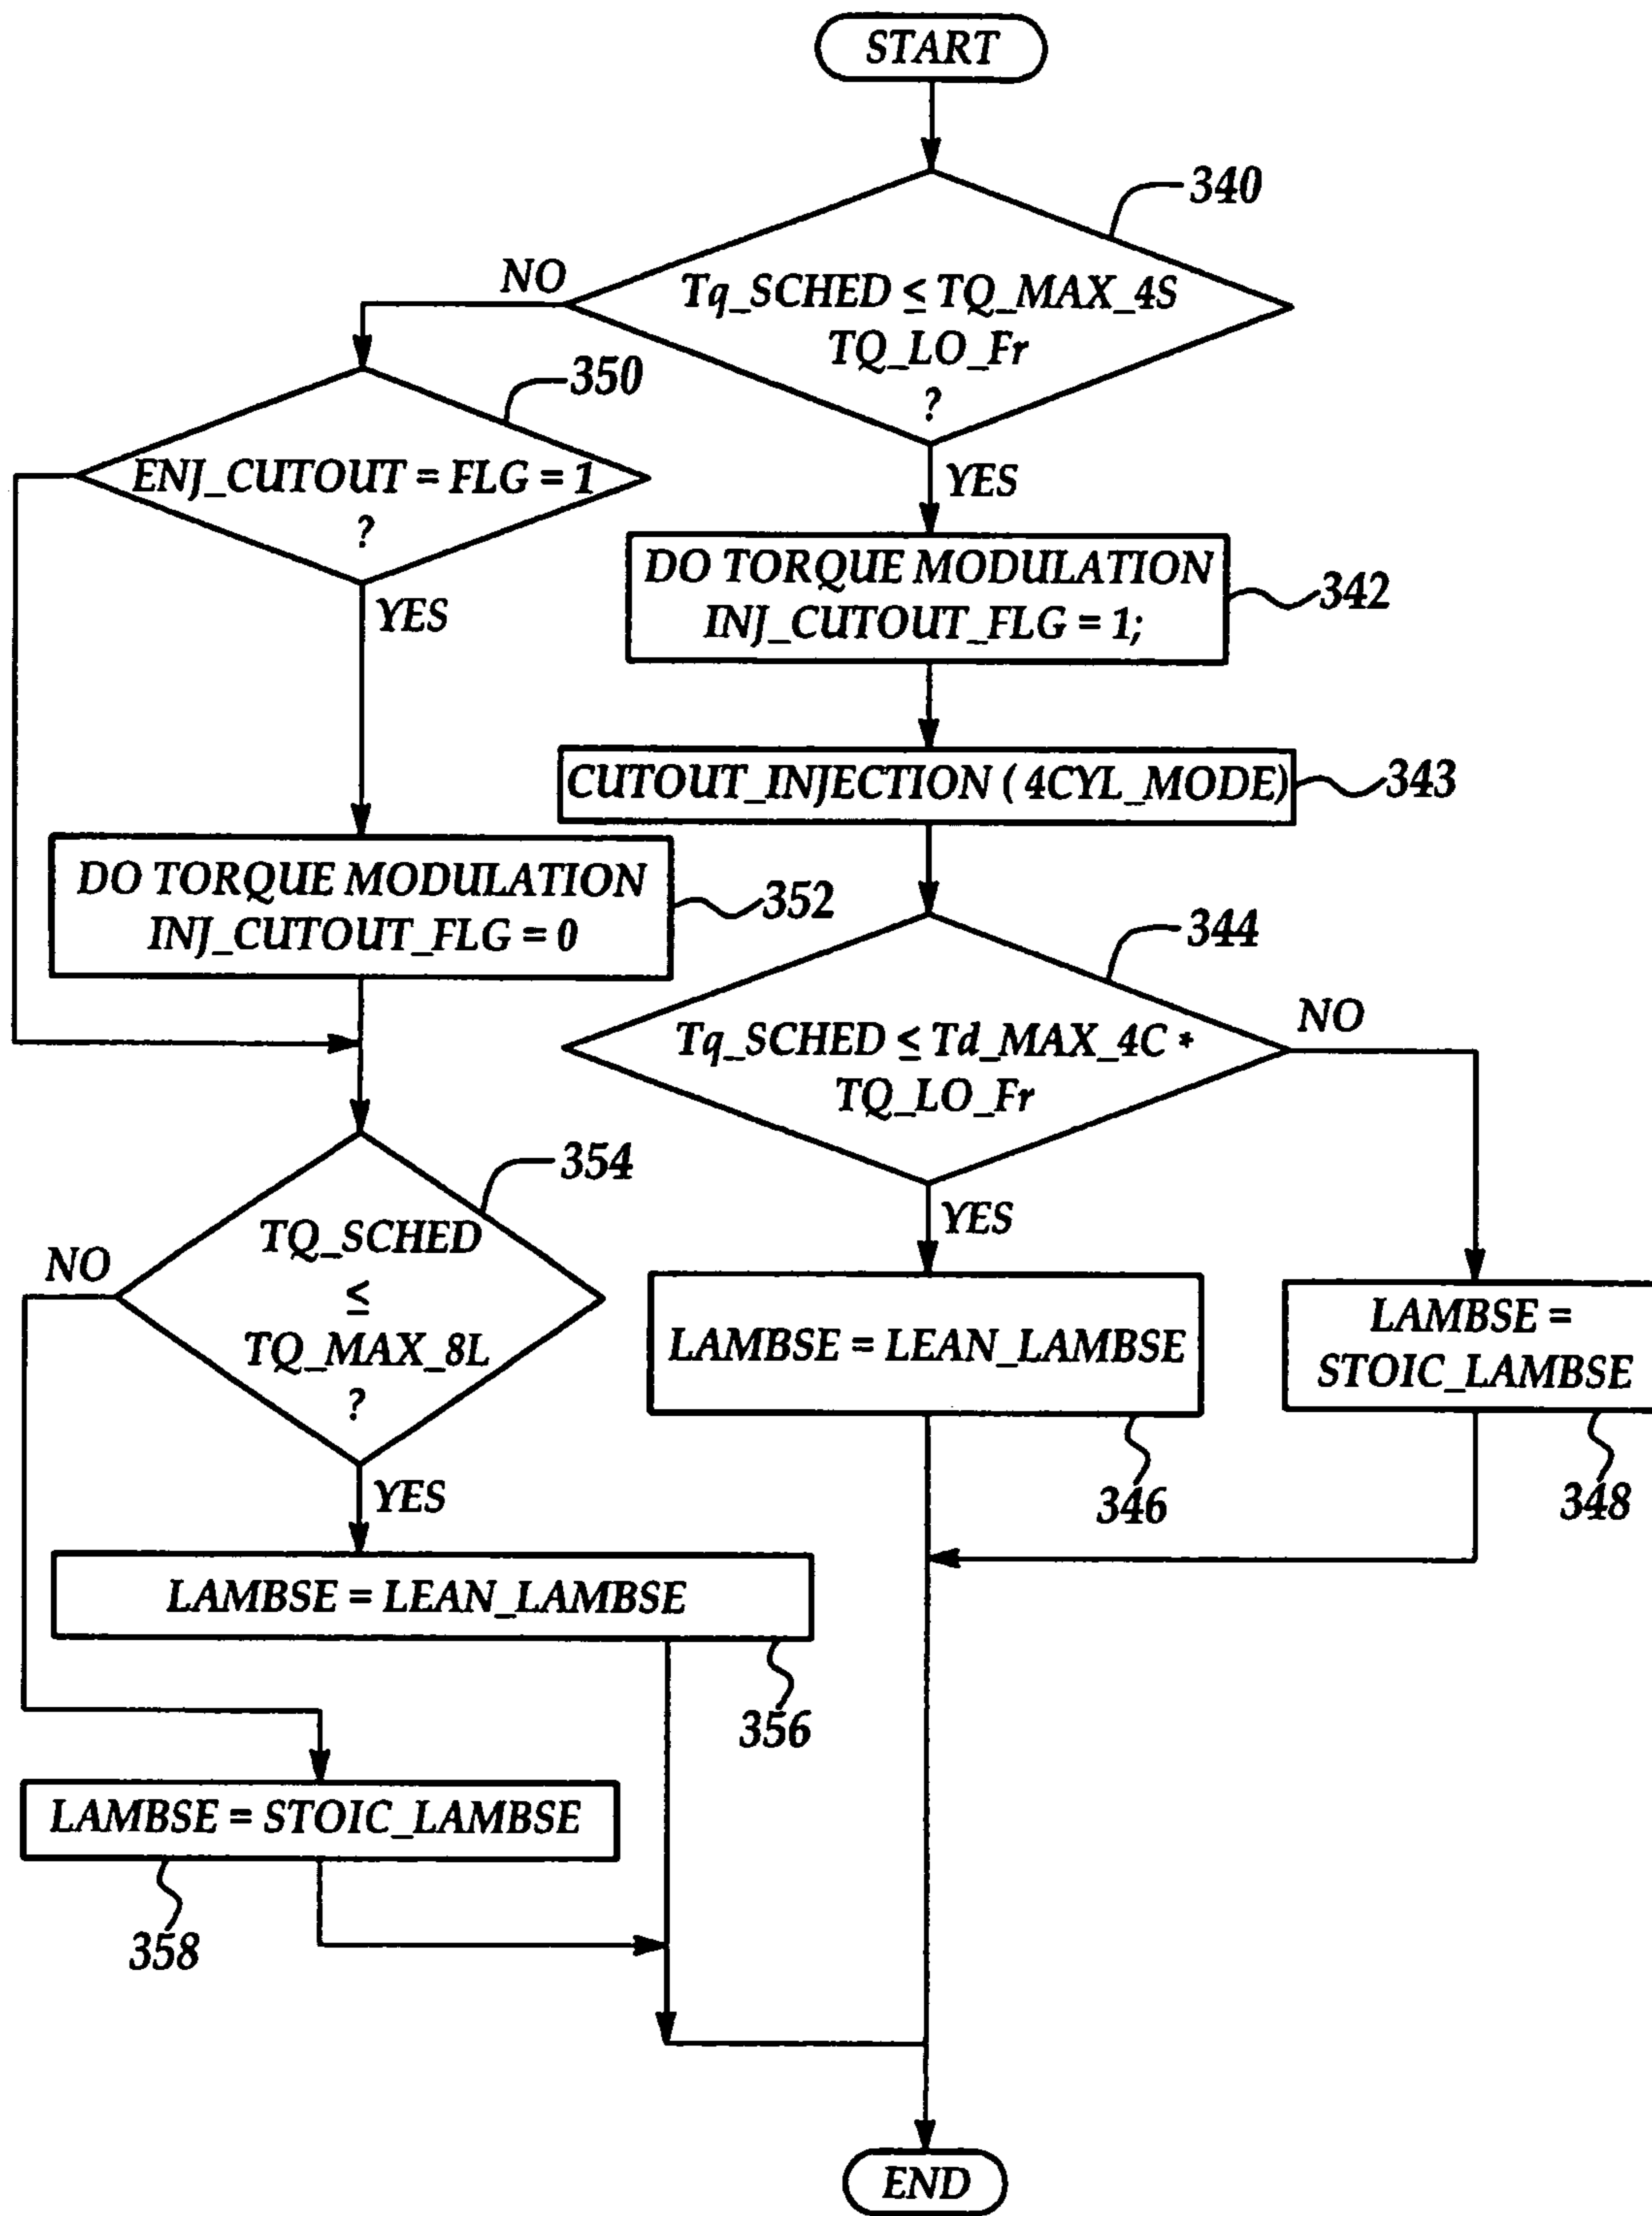 START
340
Tq_SCHED ≤ TQ_MAX_4S
TQ_LO_Fr
?
NO
YES
350
ENJ_CUTOUT = FLG = 1
?
YES
DO TORQUE MODULATION
INJ_CUTOUT_FLG = 1;
342
CUTOUT_INJECTION ( 4CYL_MODE)
343
DO TORQUE MODULATION
INJ_CUTOUT_FLG = 0
352
344
Tq_SCHED ≤ Td_MAX_4C *
TQ_LO_Fr
NO
YES
354
TQ_SCHED
≤
TQ_MAX_8L
?
NO
YES
LAMBSE = LEAN_LAMBSE
346
LAMBSE =
STOIC_LAMBSE
348
LAMBSE = LEAN_LAMBSE
356
LAMBSE = STOIC_LAMBSE
358
END